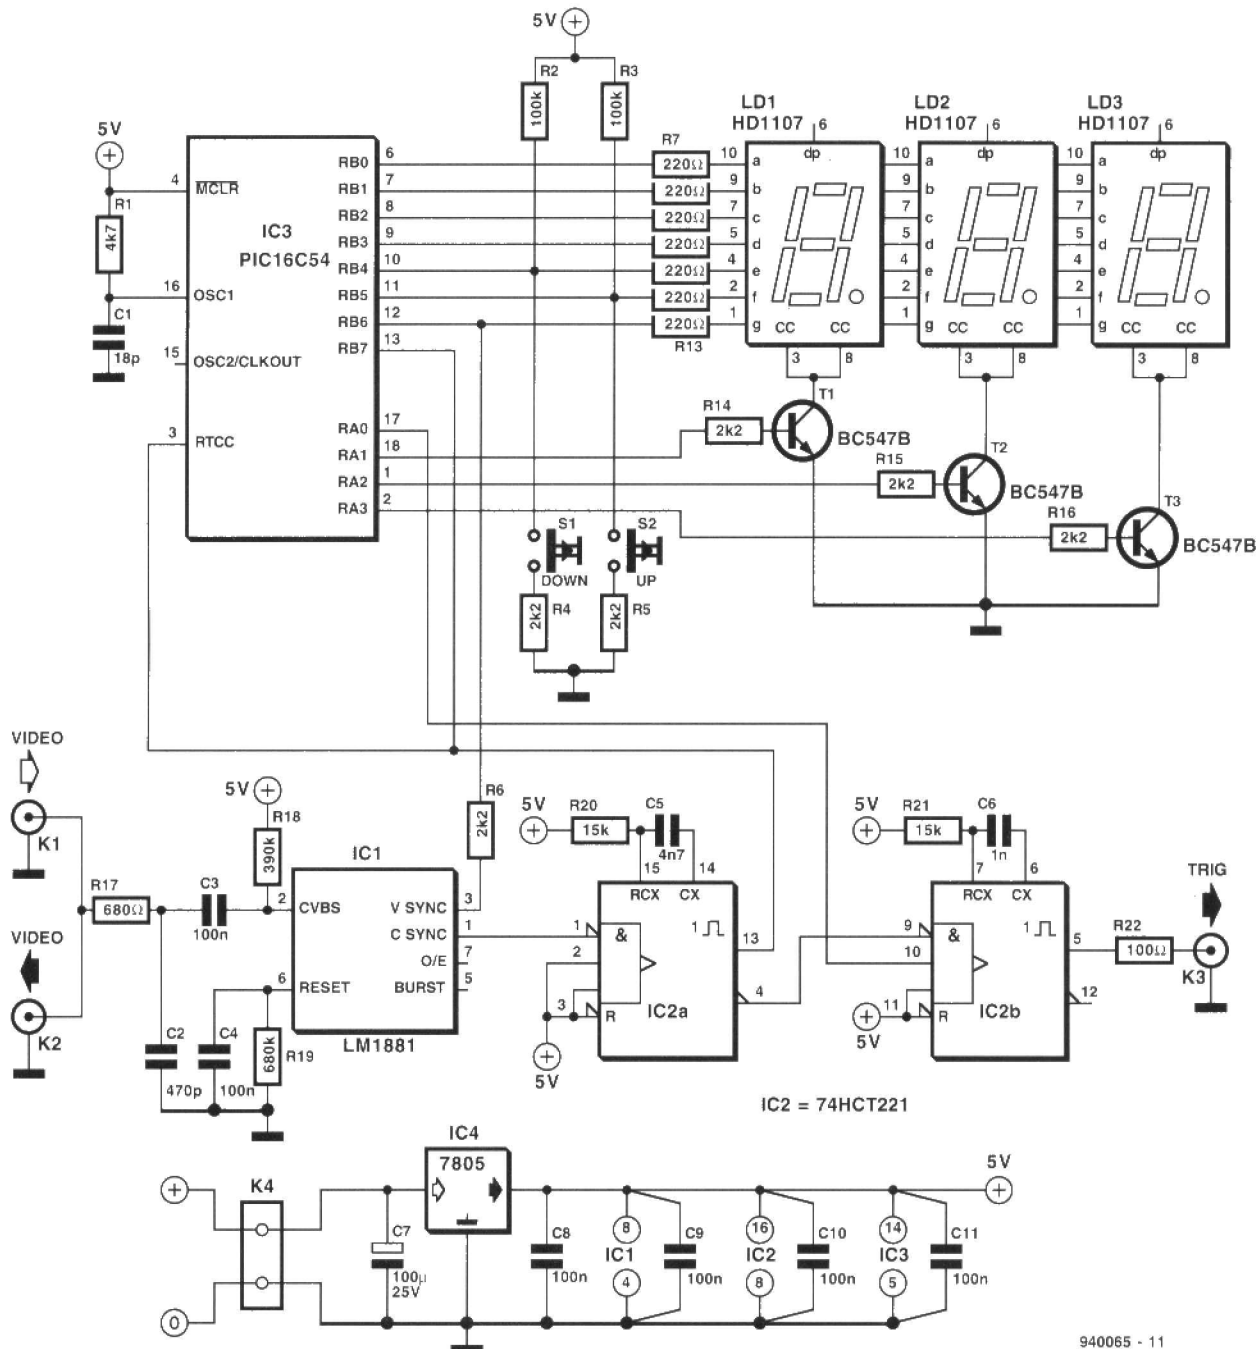 5V
R2
R3
100k
100k
LD1
HD1107
6
LD2
HD1107
6
LD3
HD1107
6
5V
R1
4k7
C1
18p
4
MCLR
16
OSC1
15
OSC2/CLKOUT
3
RTCC
IC3
PIC16C54
RB0
6
RB1
7
RB2
8
RB3
9
RB4
10
RB5
11
RB6
12
RB7
13
RA0
17
RA1
18
RA2
1
RA3
2
R7
220Ω
220Ω
220Ω
220Ω
220Ω
220Ω
220Ω
R13
dp
10 a
9 b
7 c
5 d
4 e
2 f
1 g
CC CC
3 8
dp
10 a
9 b
7 c
5 d
4 e
2 f
1 g
CC CC
3 8
dp
10 a
9 b
7 c
5 d
4 e
2 f
1 g
CC CC
3 8
R14
2k2
T1
BC547B
R15
2k2
T2
BC547B
R16
2k2
T3
BC547B
S1
DOWN
S2
UP
R4
2k2
R5
2k2
VIDEO
K1
VIDEO
K2
R17
680Ω
5V
R18
390k
C3
100n
R6
2k2
IC1
2
CVBS
V SYNC
3
C SYNC
1
O/E
7
BURST
5
6
RESET
LM1881
C2
470p
C4
100n
R19
680k
5V
R20
15k
C5
4n7
15
14
RCX CX
1
2
3
&
R
1
13
4
IC2a
5V
5V
R21
15k
C6
1n
7
6
RCX CX
9
10
11
&
R
1
5
12
IC2b
5V
R22
100Ω
TRIG
K3
IC2 = 74HCT221
K4
+
0
C7
100µ
25V
IC4
7805
C8
100n
8
IC1
4
C9
100n
16
IC2
8
C10
100n
14
IC3
5
C11
100n
5V
940065 - 11